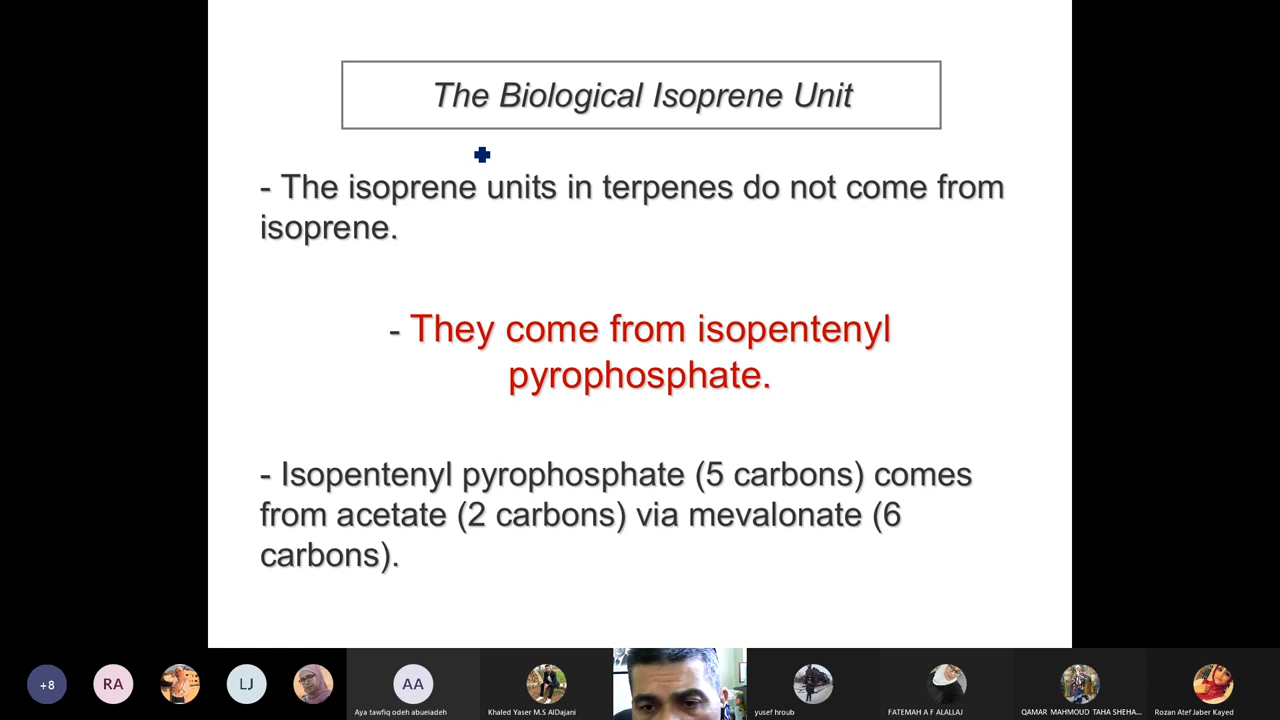 The Biological Isoprene Unit
- The isoprene units in terpenes do not come from
isoprene.
- They come from isopentenyl
pyrophosphate.
- Isopentenyl pyrophosphate (5 carbons) comes
from acetate (2 carbons) via mevalonate (6
carbons).
+8
RA
LJ
AA
Aya tawfiq odeh abueiadeh
Khaled Yaser M.S AlDajani
yusef hroub
FATEMAH A F ALALLAJ
QAMAR MAHMOUD TAHA SHEHA...
Rozan Atef Jaber Kayed